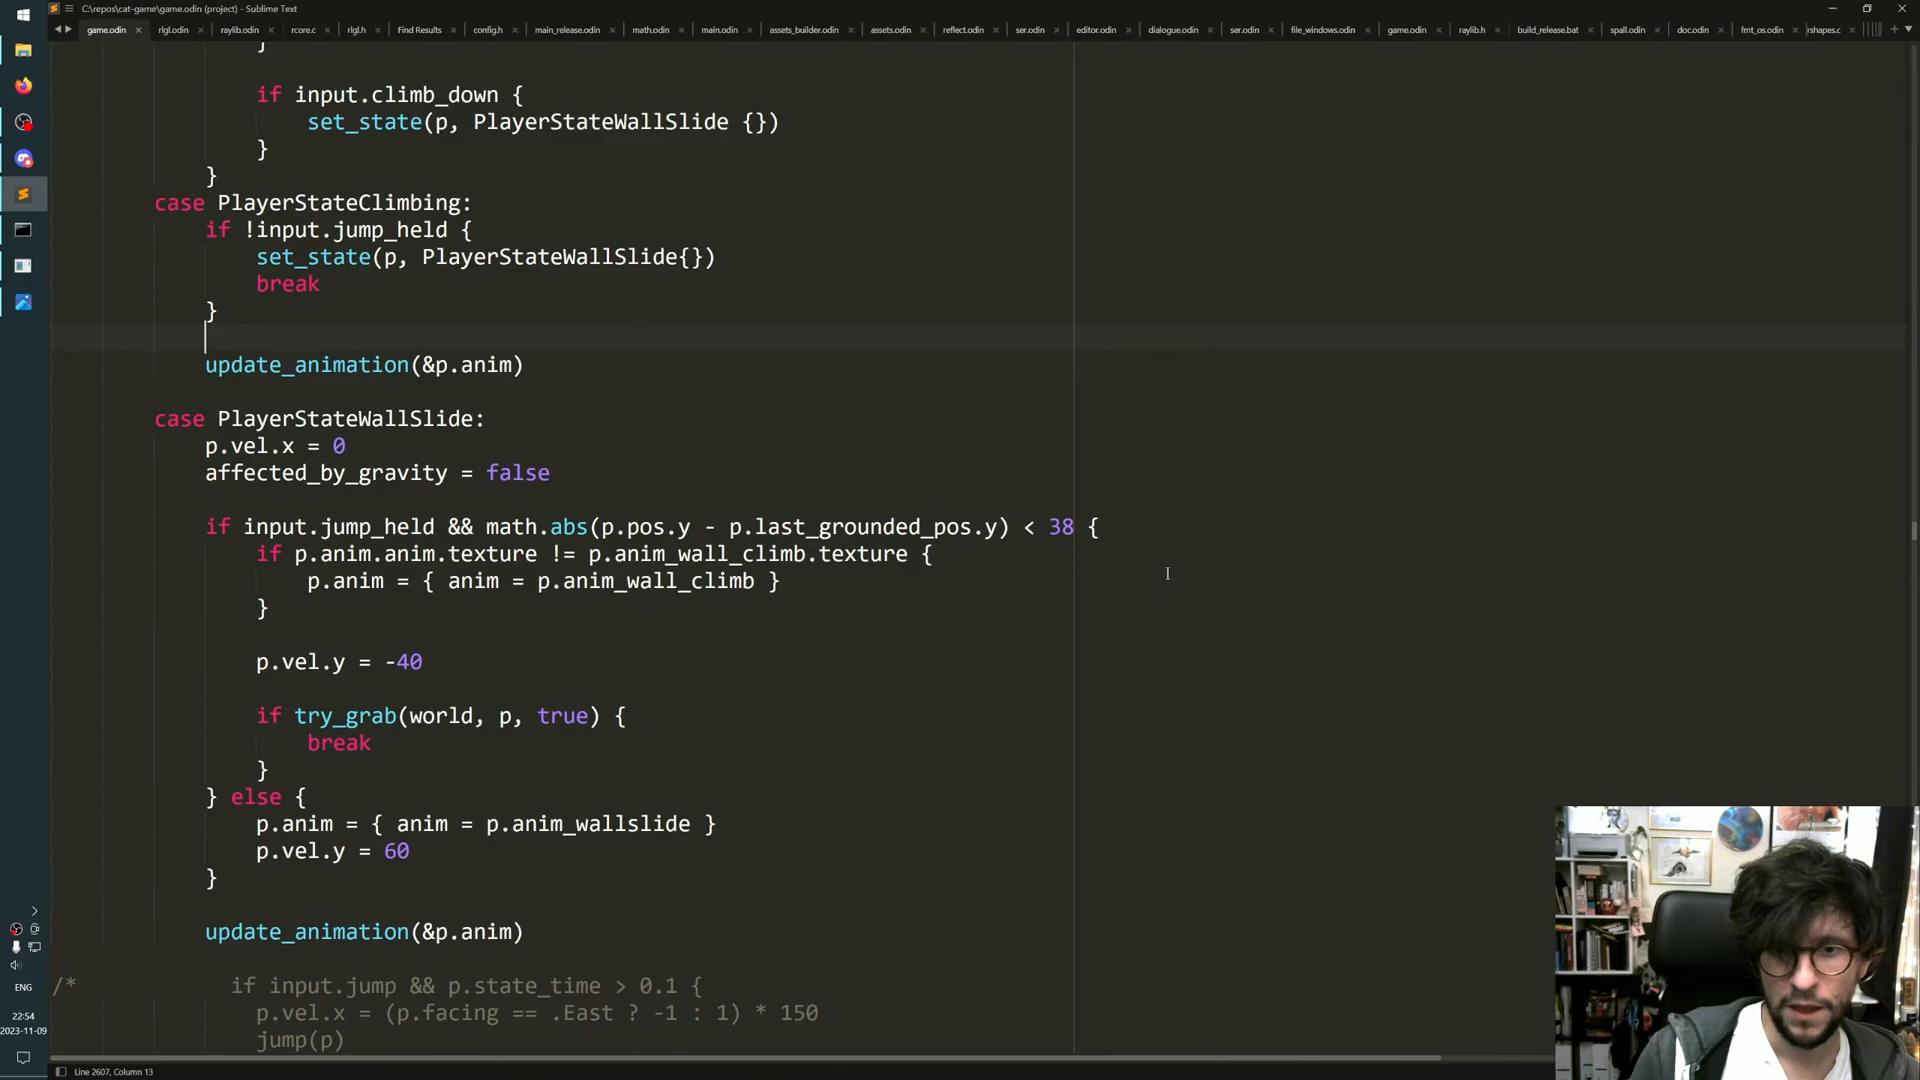 C:\repos\cat-game\game.odin (project) - Sublime Text
game.odin × rlgl.odin × raylib.odin × rcore.c × rlgl.h × Find Results × config.h × main_release.odin × math.odin × main.odin × assets_builder.odin × assets.odin × reflect.odin × ser.odin × editor.odin × dialogue.odin × ser.odin × file_windows.odin × game.odin × raylib.h × build_release.bat × spall.odin × doc.odin × fmt_os.odin × rshapes.c ×
}
if input.climb_down {
set_state(p, PlayerStateWallSlide {})
}
}
case PlayerStateClimbing:
if !input.jump_held {
set_state(p, PlayerStateWallSlide{})
break
}
update_animation(&p.anim)
case PlayerStateWallSlide:
p.vel.x = 0
affected_by_gravity = false
if input.jump_held && math.abs(p.pos.y - p.last_grounded_pos.y) < 38 {
if p.anim.anim.texture != p.anim_wall_climb.texture {
p.anim = { anim = p.anim_wall_climb }
}
p.vel.y = -40
if try_grab(world, p, true) {
break
}
} else {
p.anim = { anim = p.anim_wallslide }
p.vel.y = 60
}
update_animation(&p.anim)
/* if input.jump && p.state_time > 0.1 {
p.vel.x = (p.facing == .East ? -1 : 1) * 150
jump(p)
ENG
22:54
2023-11-09
Line 2607, Column 13